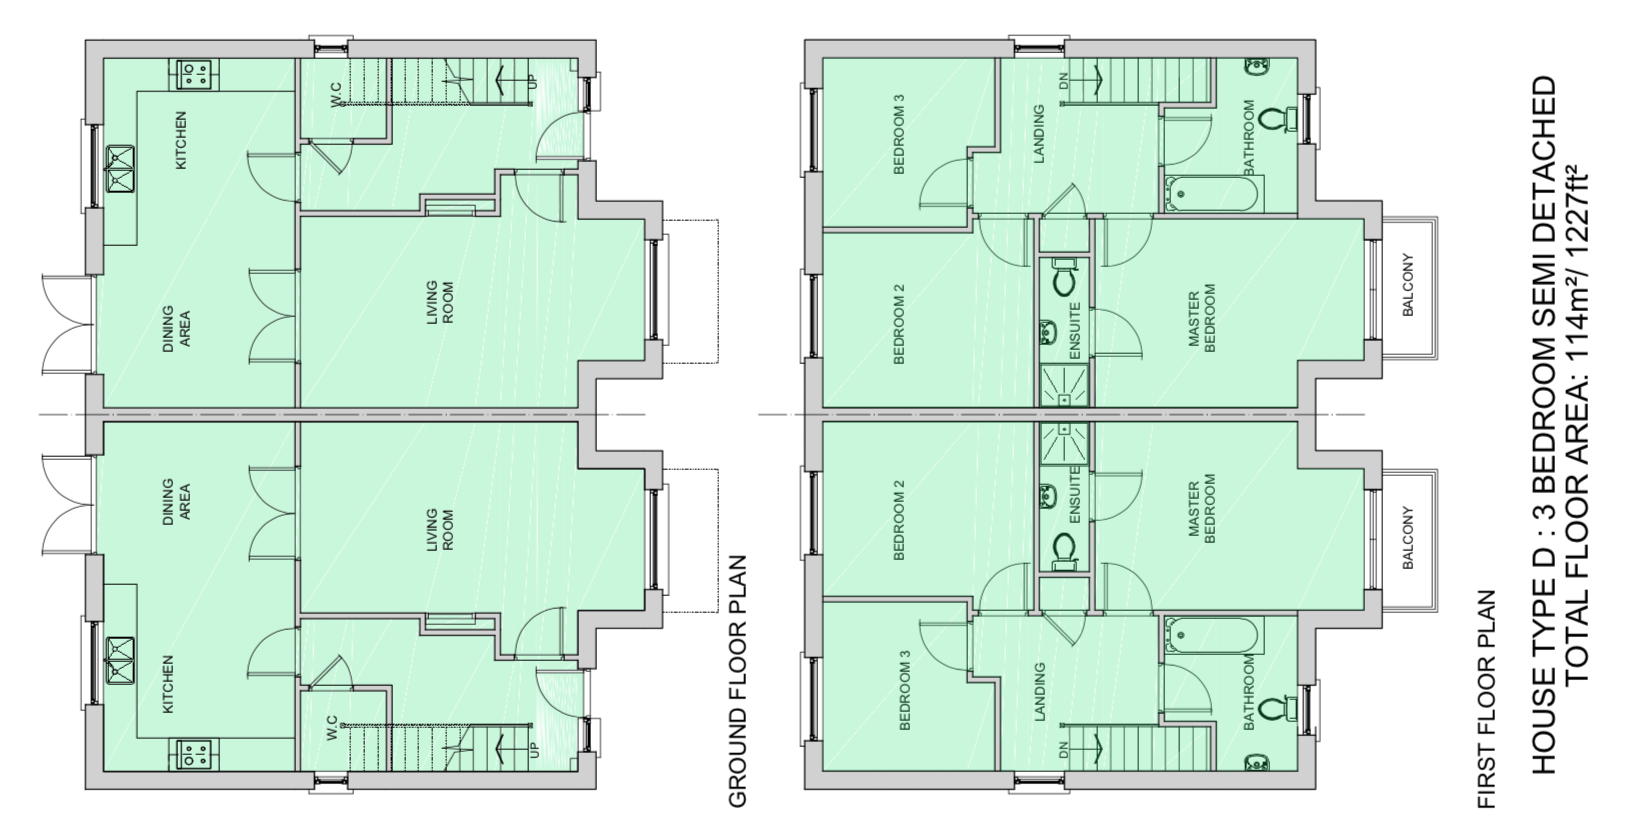 KITCHEN
W.C
UP
DINING
AREA
LIVING
ROOM
DINING
AREA
LIVING
ROOM
KITCHEN
W.C
UP
GROUND FLOOR PLAN
BEDROOM 3
LANDING
DN
BATHROOM
BEDROOM 2
ENSUITE
MASTER
BEDROOM
BALCONY
BEDROOM 2
ENSUITE
MASTER
BEDROOM
BALCONY
BEDROOM 3
LANDING
DN
BATHROOM
FIRST FLOOR PLAN
HOUSE TYPE D : 3 BEDROOM SEMI DETACHED
TOTAL FLOOR AREA: 114m²/ 1227ft²